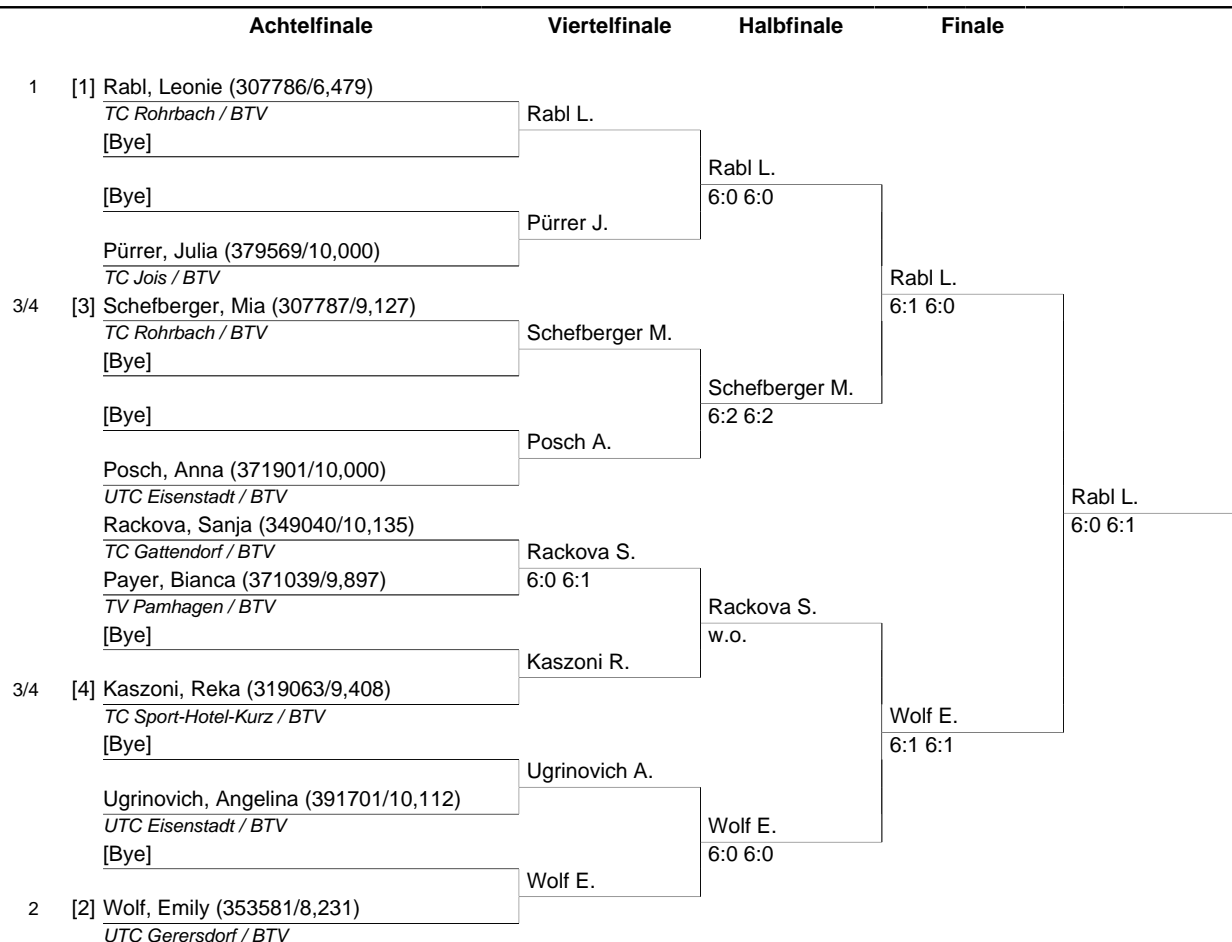 Achtelfinale Viertelfinale Halbfinale Finale
1 [1] Rabl, Leonie (307786/6,479)
TC Rohrbach / BTV Rabl L.
[Bye]
Rabl L.
[Bye] 6:0 6:0
Pürrer J.
Pürrer, Julia (379569/10,000)
TC Jois / BTV Rabl L.
3/4 [3] Schefberger, Mia (307787/9,127) 6:1 6:0
TC Rohrbach / BTV Schefberger M.
[Bye]
Schefberger M.
[Bye] 6:2 6:2
Posch A.
Posch, Anna (371901/10,000)
UTC Eisenstadt / BTV Rabl L.
Rackova, Sanja (349040/10,135) 6:0 6:1
TC Gattendorf / BTV Rackova S.
Payer, Bianca (371039/9,897) 6:0 6:1
TV Pamhagen / BTV Rackova S.
[Bye] w.o.
Kaszoni R.
3/4 [4] Kaszoni, Reka (319063/9,408)
TC Sport-Hotel-Kurz / BTV Wolf E.
[Bye] 6:1 6:1
Ugrinovich A.
Ugrinovich, Angelina (391701/10,112)
UTC Eisenstadt / BTV Wolf E.
[Bye] 6:0 6:0
Wolf E.
2 [2] Wolf, Emily (353581/8,231)
UTC Gerersdorf / BTV